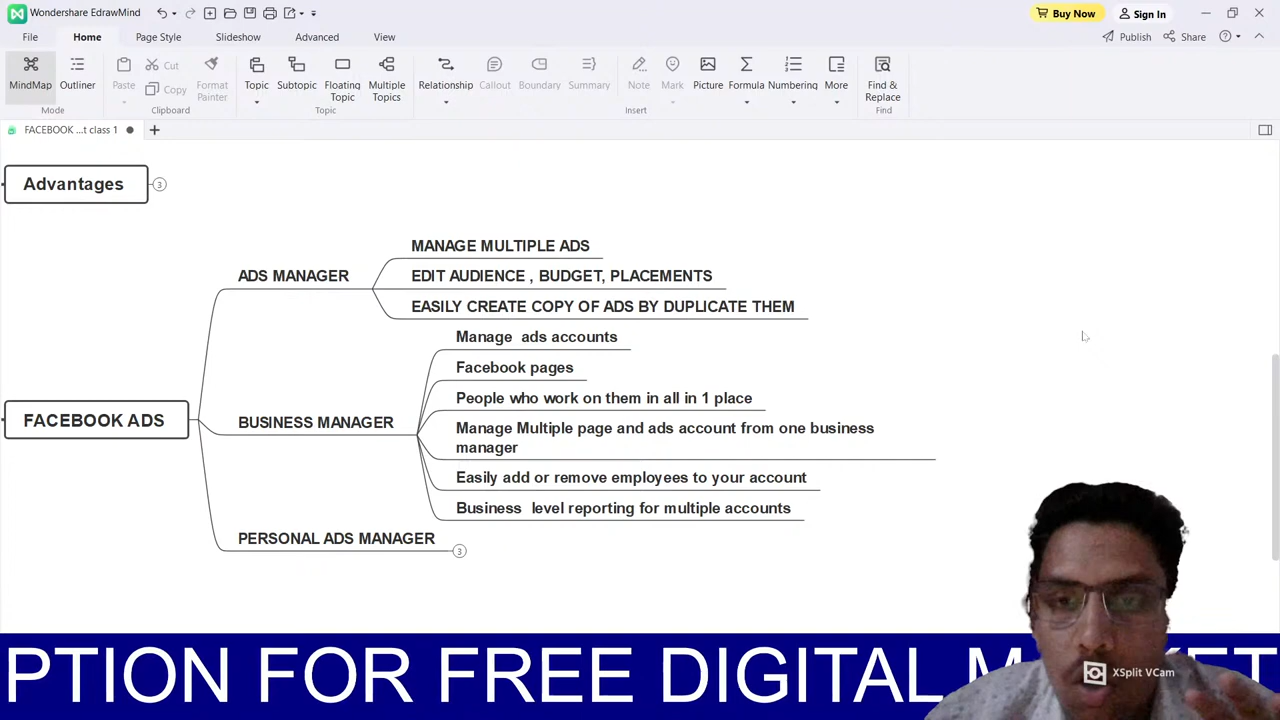 Wondershare EdrawMind
Buy Now
Sign In
File
Home
Page Style
Slideshow
Advanced
View
Publish
Share
MindMap
Outliner
Mode
Paste
Cut
Copy
Format Painter
Clipboard
Topic
Subtopic
Floating Topic
Multiple Topics
Topic
Relationship
Callout
Boundary
Summary
Note
Mark
Picture
Formula
Numbering
More
Insert
Find & Replace
Find
FACEBOOK ...t class 1
Advantages
3
FACEBOOK ADS
ADS MANAGER
MANAGE MULTIPLE ADS
EDIT AUDIENCE , BUDGET, PLACEMENTS
EASILY CREATE COPY OF ADS BY DUPLICATE THEM
BUSINESS MANAGER
Manage ads accounts
Facebook pages
People who work on them in all in 1 place
Manage Multiple page and ads account from one business
manager
Easily add or remove employees to your account
Business level reporting for multiple accounts
PERSONAL ADS MANAGER
3
PTION FOR FREE DIGITAL M
XSplit VCam